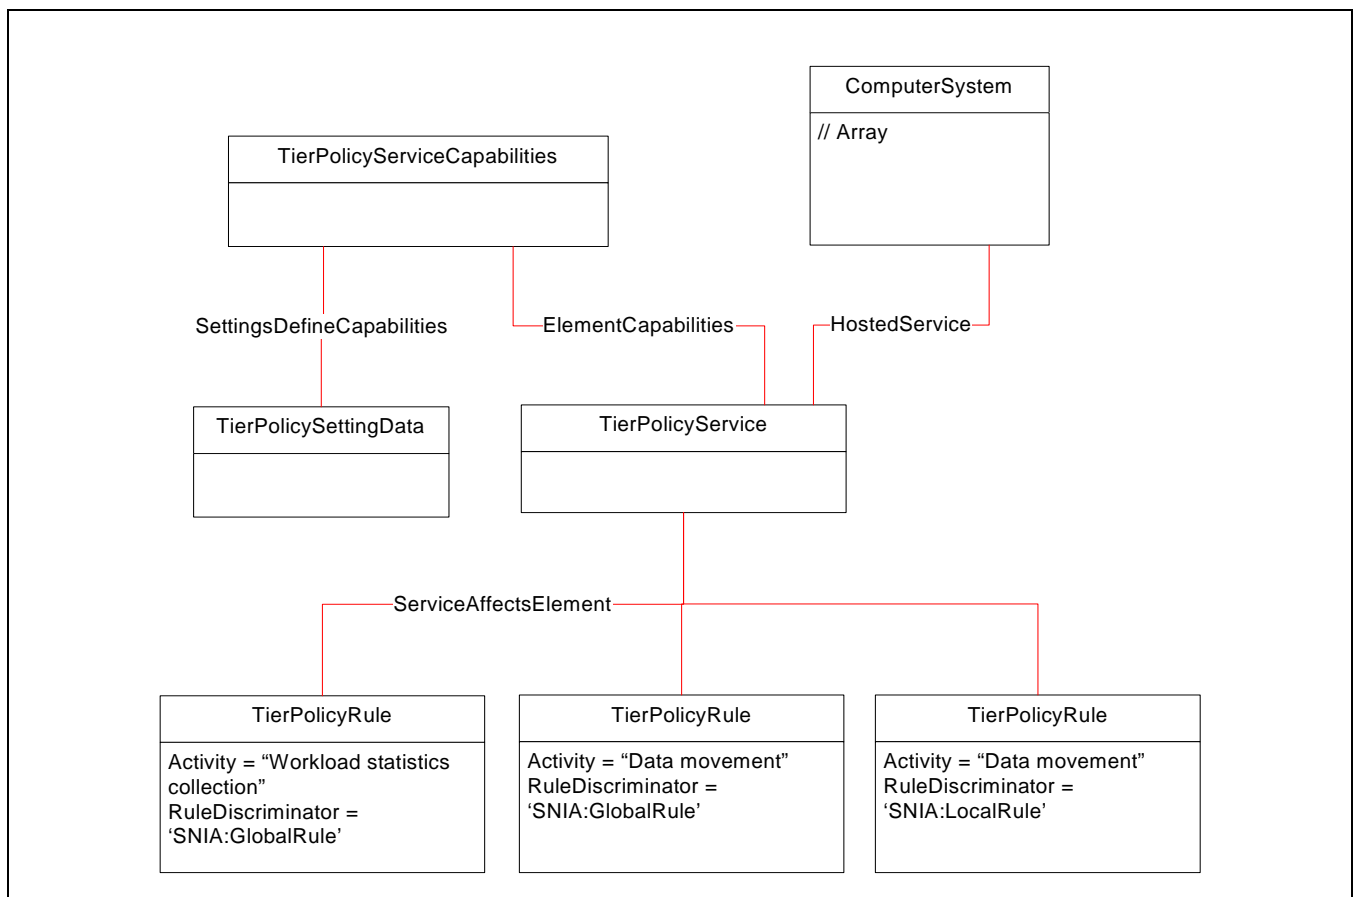 ComputerSystem
// Array
TierPolicyServiceCapabilities
SettingsDefineCapabilities
ElementCapabilities
HostedService
TierPolicySettingData
TierPolicyService
ServiceAffectsElement
TierPolicyRule
Activity = “Workload statistics
collection”
RuleDiscriminator =
‘SNIA:GlobalRule’
TierPolicyRule
Activity = “Data movement”
RuleDiscriminator =
‘SNIA:GlobalRule’
TierPolicyRule
Activity = “Data movement”
RuleDiscriminator =
‘SNIA:LocalRule’